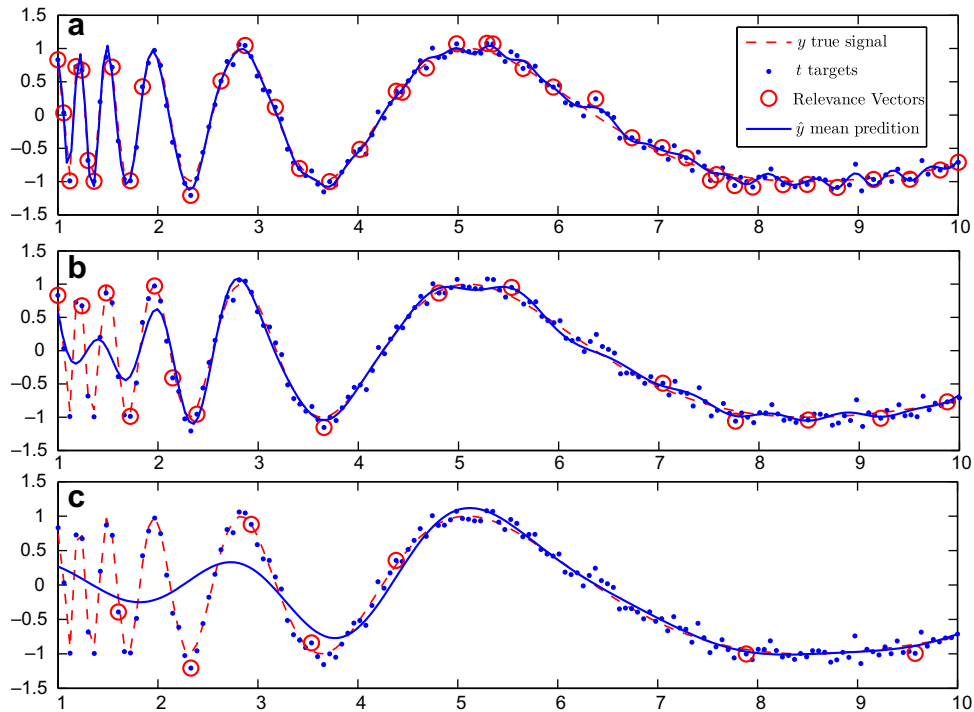 a
1.5
1
0.5
0
−0.5
−1
−1.5
1 2 3 4 5 6 7 8 9 10
y true signal
t targets
Relevance Vectors
ŷ mean predition
b
1.5
1
0.5
0
−0.5
−1
−1.5
1 2 3 4 5 6 7 8 9 10
c
1.5
1
0.5
0
−0.5
−1
−1.5
1 2 3 4 5 6 7 8 9 10